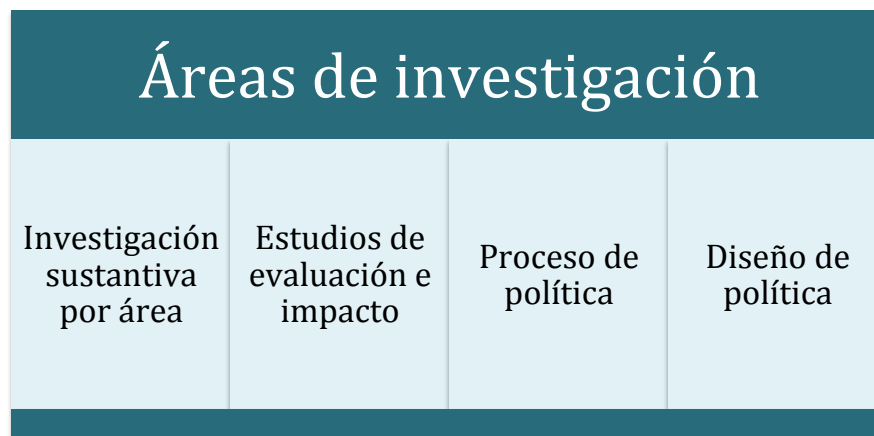 Áreas de investigación
Investigación
sustantiva
por área
Estudios de
evaluación e
impacto
Proceso de
política
Diseño de
política